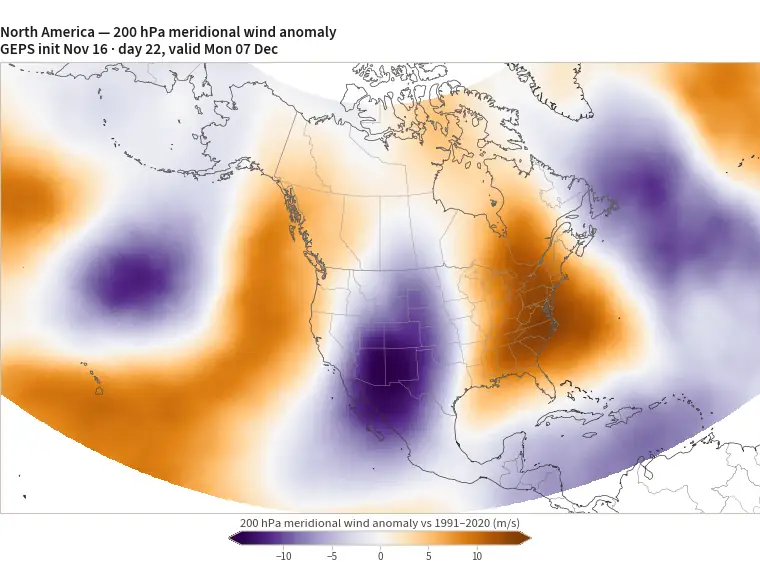 North America — 200 hPa meridional wind anomaly
GEPS init Nov 16 · day 22, valid Mon 07 Dec
200 hPa meridional wind anomaly vs 1991–2020 (m/s)
−10 −5 0 5 10